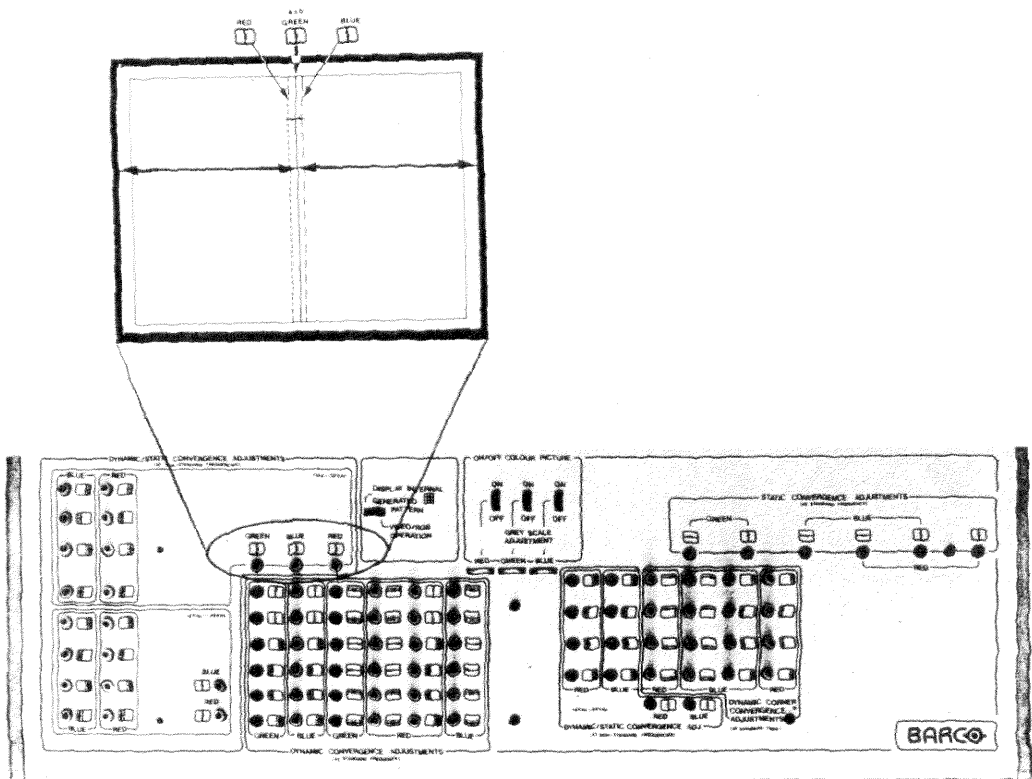 RED
a=b
GREEN
BLUE
DYNAMIC/STATIC CONVERGENCE ADJUSTMENTS
BLUE
RED
DISPLAY INTERNAL
GENERATED
PATTERN
VIDEO/RGB
OPERATION
ON/OFF COLOUR PICTURE
ON
ON
ON
OFF
OFF
OFF
GREY SCALE
ADJUSTMENT
RED
GREEN
BLUE
STATIC CONVERGENCE ADJUSTMENTS
GREEN
BLUE
RED
GREEN
BLUE
RED
BLUE
RED
BLUE
RED
GREEN
BLUE
GREEN
RED
BLUE
DYNAMIC CONVERGENCE ADJUSTMENTS
RED
BLUE
RED
BLUE
RED
RED
BLUE
DYNAMIC/STATIC CONVERGENCE ADJ.
DYNAMIC CORNER
CONVERGENCE
ADJUSTMENTS
BARCO